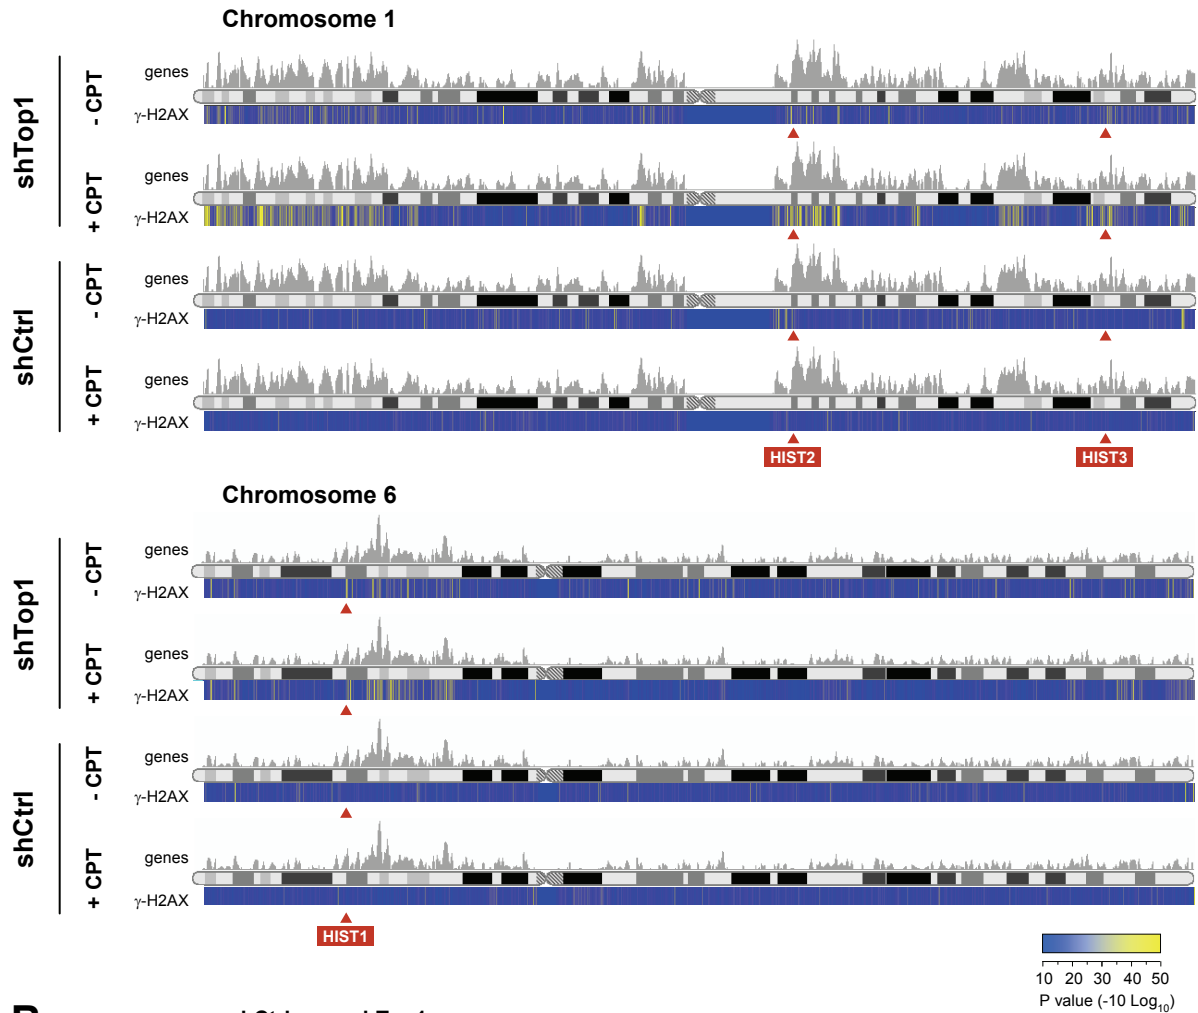 Chromosome 1
shTop1
- CPT
genes
γ-H2AX
+ CPT
genes
γ-H2AX
shCtrl
- CPT
genes
γ-H2AX
+ CPT
genes
γ-H2AX
HIST2 HIST3
Chromosome 6
shTop1
- CPT
genes
γ-H2AX
+ CPT
genes
γ-H2AX
shCtrl
- CPT
genes
γ-H2AX
+ CPT
genes
γ-H2AX
HIST1
10 20 30 40 50
P value (-10 Log10)